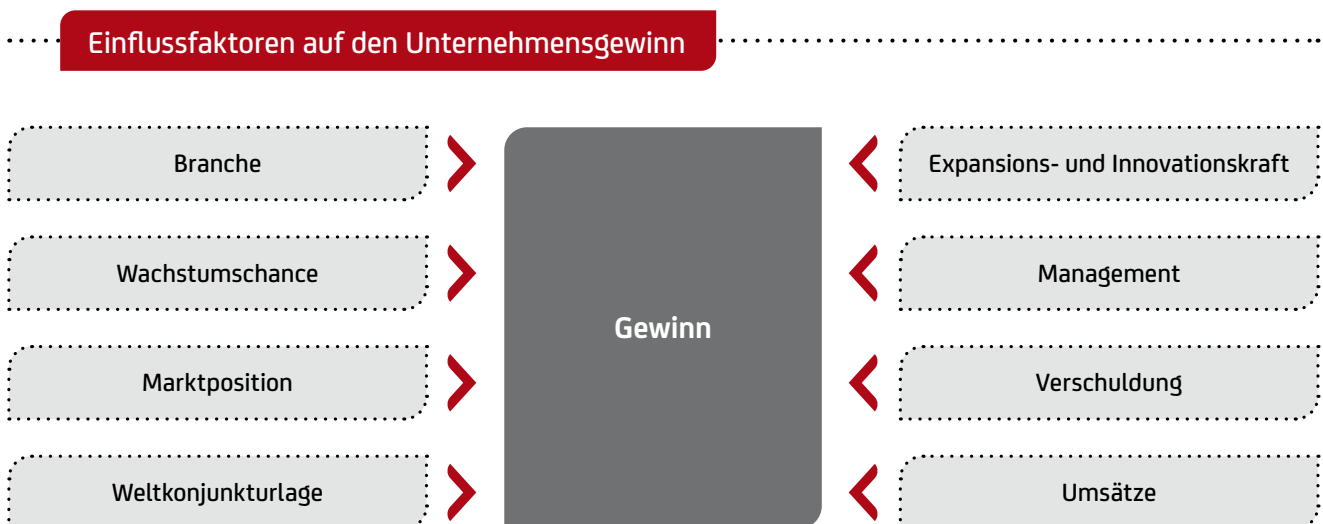 Einflussfaktoren auf den Unternehmensgewinn
Branche
Wachstumschance
Marktposition
Weltkonjunkturlage
Gewinn
Expansions- und Innovationskraft
Management
Verschuldung
Umsätze